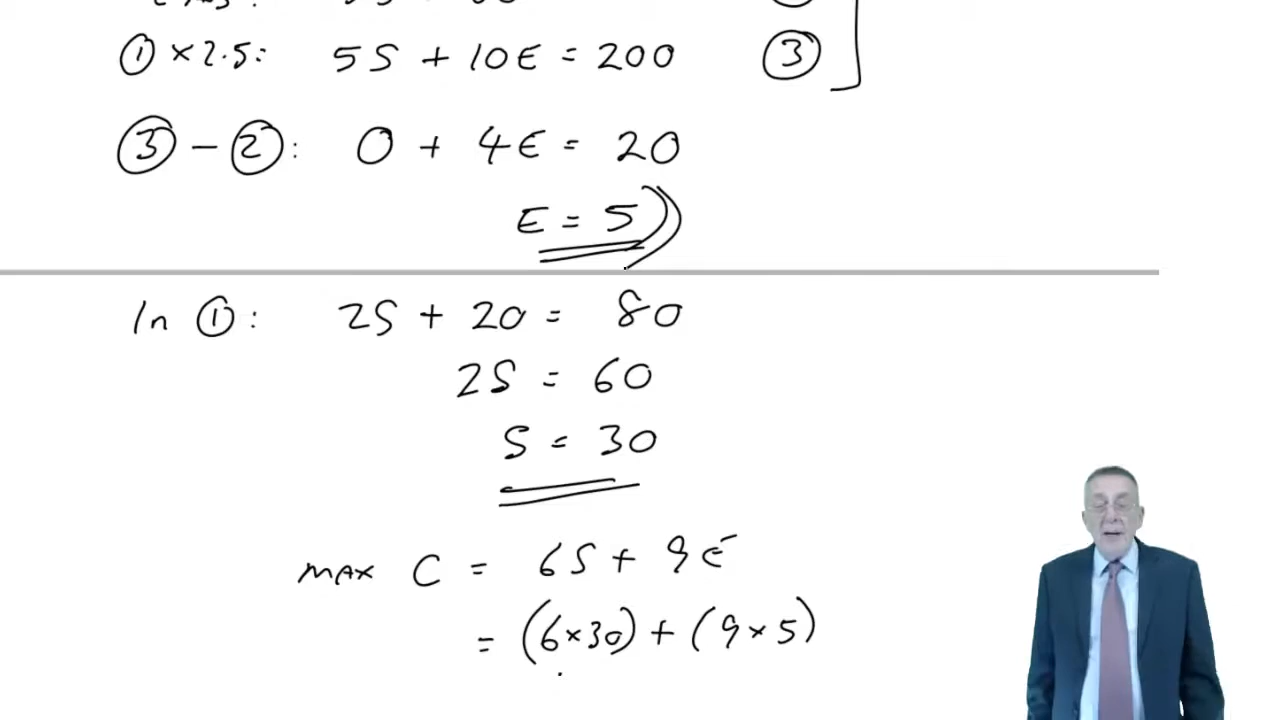 ① × 2.5: 5S + 10E = 200 ③
③ - ②: 0 + 4E = 20
E = 5
In ①: 2S + 20 = 80
2S = 60
S = 30
max C = 6S + 9E
= (6×30) + (9×5)